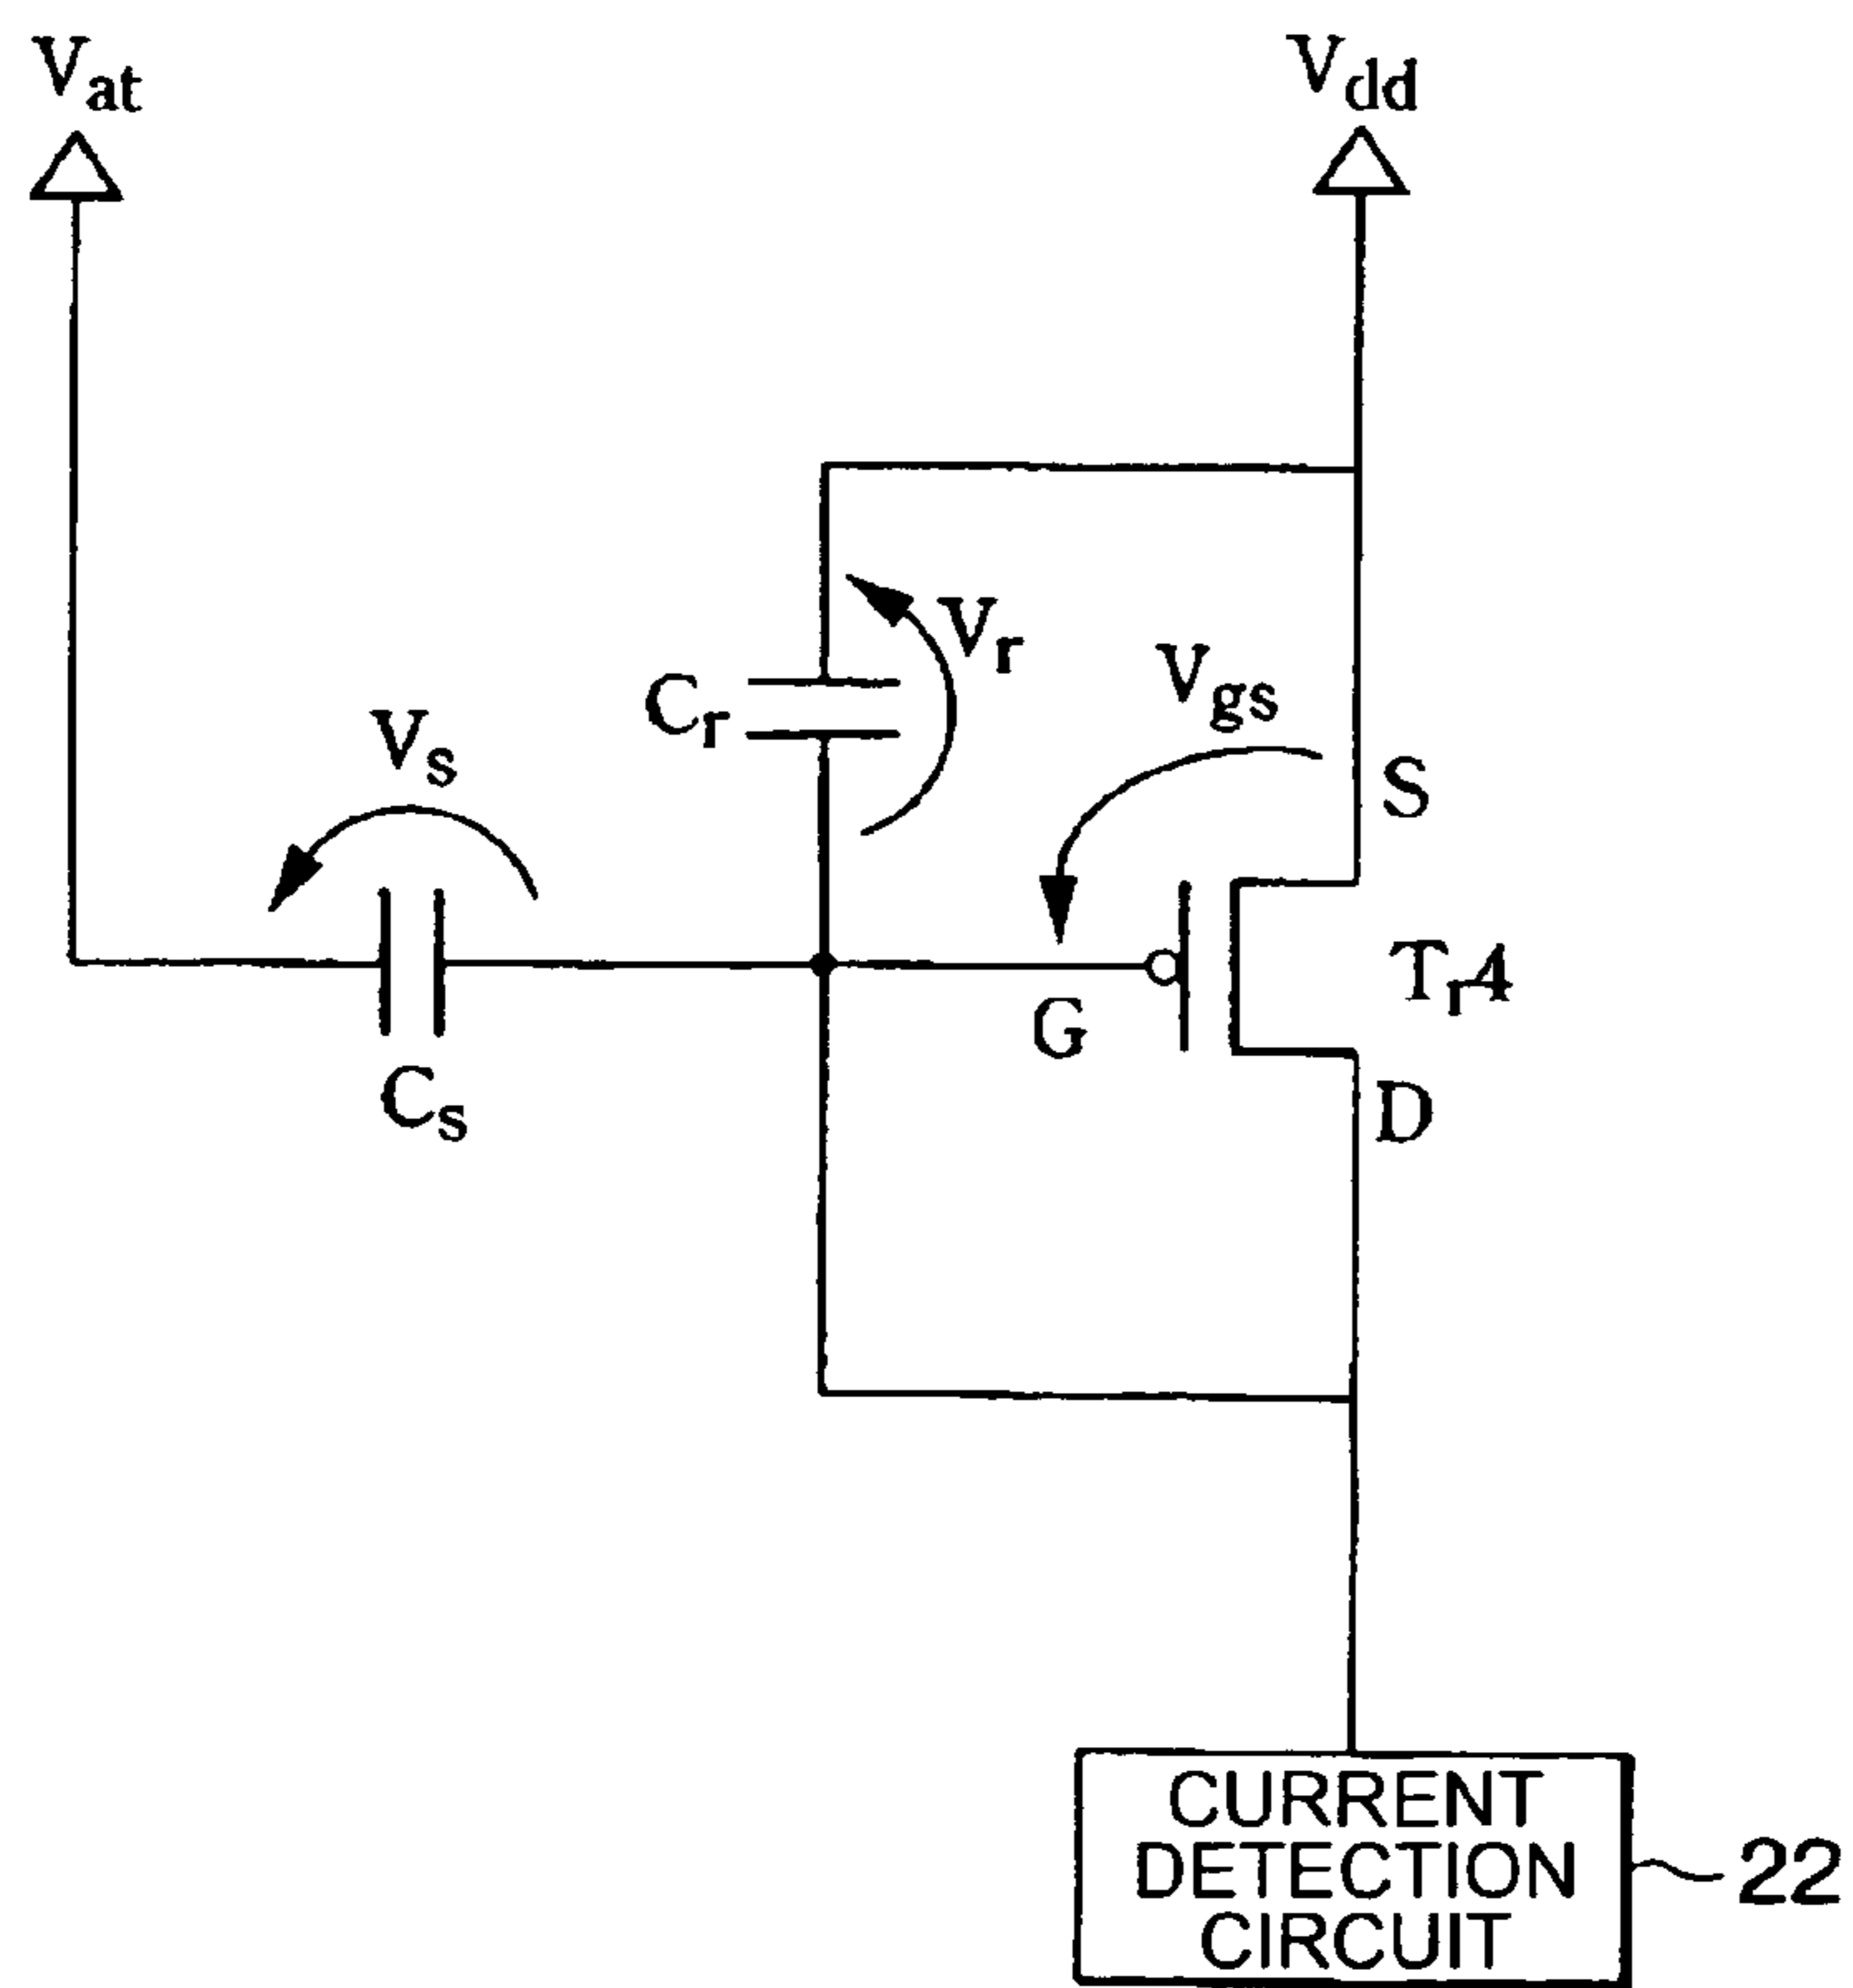 Vat
Vdd
Vr
Cr
Vgs
Vs
S
Tr4
G
Cs
D
CURRENT
DETECTION
CIRCUIT
22